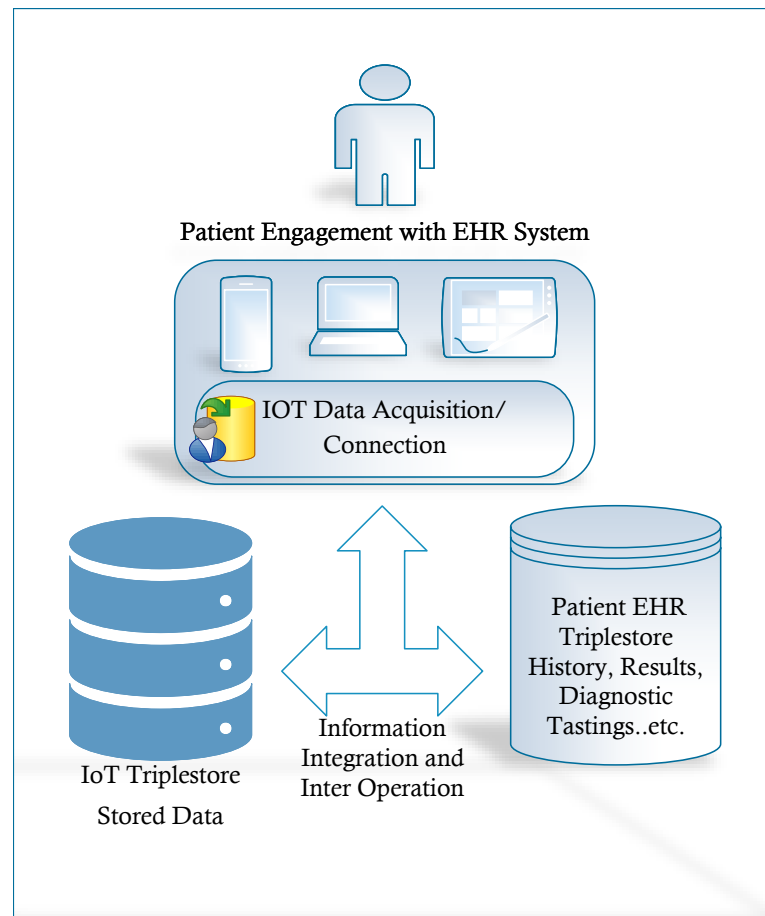 Patient Engagement with EHR System
IOT Data Acquisition/
Connection
Patient EHR
Triplestore
History, Results,
Diagnostic
Tastings..etc.
Information
Integration and
Inter Operation
IoT Triplestore
Stored Data